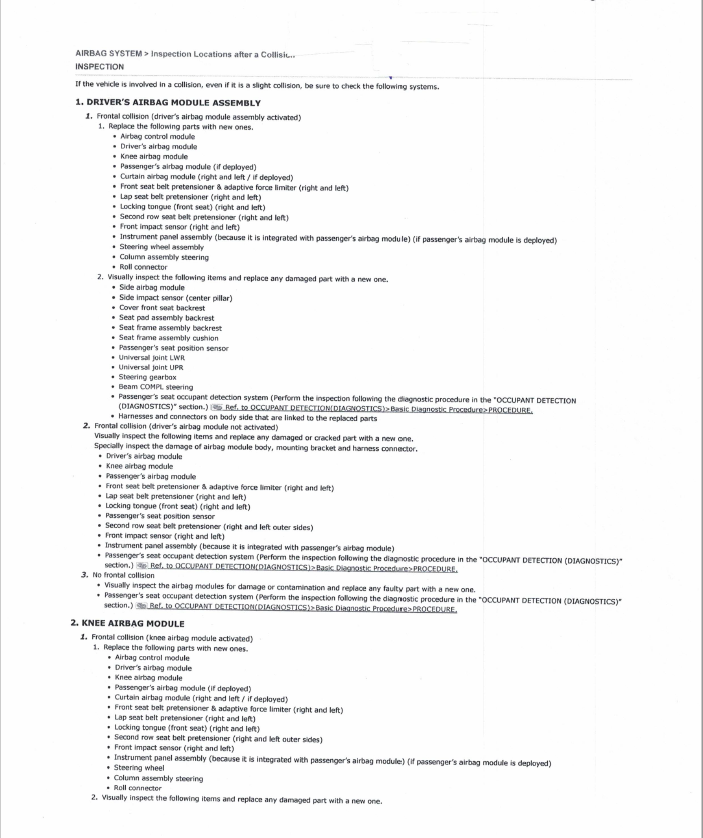 AIRBAG SYSTEM > Inspection Locations after a Collisic...
INSPECTION
If the vehicle is involved in a collision, even if it is a slight collision, be sure to check the following systems.
1. DRIVER'S AIRBAG MODULE ASSEMBLY
1. Frontal collision (driver's airbag module assembly activated)
1. Replace the following parts with new ones.
• Airbag control module
• Driver's airbag module
• Knee airbag module
• Passenger's airbag module (if deployed)
• Curtain airbag module (right and left / if deployed)
• Front seat belt pretensioner & adaptive force limiter (right and left)
• Lap seat belt pretensioner (right and left)
• Locking tongue (front seat) (right and left)
• Second row seat belt pretensioner (right and left)
• Front impact sensor (right and left)
• Instrument panel assembly (because it is integrated with passenger's airbag module) (if passenger's airbag module is deployed)
• Steering wheel assembly
• Column assembly steering
• Roll connector
2. Visually inspect the following items and replace any damaged part with a new one.
• Side airbag module
• Side impact sensor (center pillar)
• Cover front seat backrest
• Seat pad assembly backrest
• Seat frame assembly backrest
• Seat frame assembly cushion
• Passenger's seat position sensor
• Universal joint LWR
• Universal joint UPR
• Steering gearbox
• Beam COMPL steering
• Passenger's seat occupant detection system (Perform the inspection following the diagnostic procedure in the "OCCUPANT DETECTION
(DIAGNOSTICS)" section.) Ref. to OCCUPANT DETECTION(DIAGNOSTICS)>Basic Diagnostic Procedure>PROCEDURE.
• Harnesses and connectors on body side that are linked to the replaced parts
2. Frontal collision (driver's airbag module not activated)
Visually inspect the following items and replace any damaged or cracked part with a new one.
Specially inspect the damage of airbag module body, mounting bracket and harness connector.
• Driver's airbag module
• Knee airbag module
• Passenger's airbag module
• Front seat belt pretensioner & adaptive force limiter (right and left)
• Lap seat belt pretensioner (right and left)
• Locking tongue (front seat) (right and left)
• Passenger's seat position sensor
• Second row seat belt pretensioner (right and left outer sides)
• Front impact sensor (right and left)
• Instrument panel assembly (because it is integrated with passenger's airbag module)
• Passenger's seat occupant detection system (Perform the inspection following the diagnostic procedure in the "OCCUPANT DETECTION (DIAGNOSTICS)"
section.) Ref. to OCCUPANT DETECTION(DIAGNOSTICS)>Basic Diagnostic Procedure>PROCEDURE.
3. No frontal collision
• Visually inspect the airbag modules for damage or contamination and replace any faulty part with a new one.
• Passenger's seat occupant detection system (Perform the inspection following the diagnostic procedure in the "OCCUPANT DETECTION (DIAGNOSTICS)"
section.) Ref. to OCCUPANT DETECTION(DIAGNOSTICS)>Basic Diagnostic Procedure>PROCEDURE.
2. KNEE AIRBAG MODULE
1. Frontal collision (knee airbag module activated)
1. Replace the following parts with new ones.
• Airbag control module
• Driver's airbag module
• Knee airbag module
• Passenger's airbag module (if deployed)
• Curtain airbag module (right and left / if deployed)
• Front seat belt pretensioner & adaptive force limiter (right and left)
• Lap seat belt pretensioner (right and left)
• Locking tongue (front seat) (right and left)
• Second row seat belt pretensioner (right and left outer sides)
• Front impact sensor (right and left)
• Instrument panel assembly (because it is integrated with passenger's airbag module) (if passenger's airbag module is deployed)
• Steering wheel
• Column assembly steering
• Roll connector
2. Visually inspect the following items and replace any damaged part with a new one.